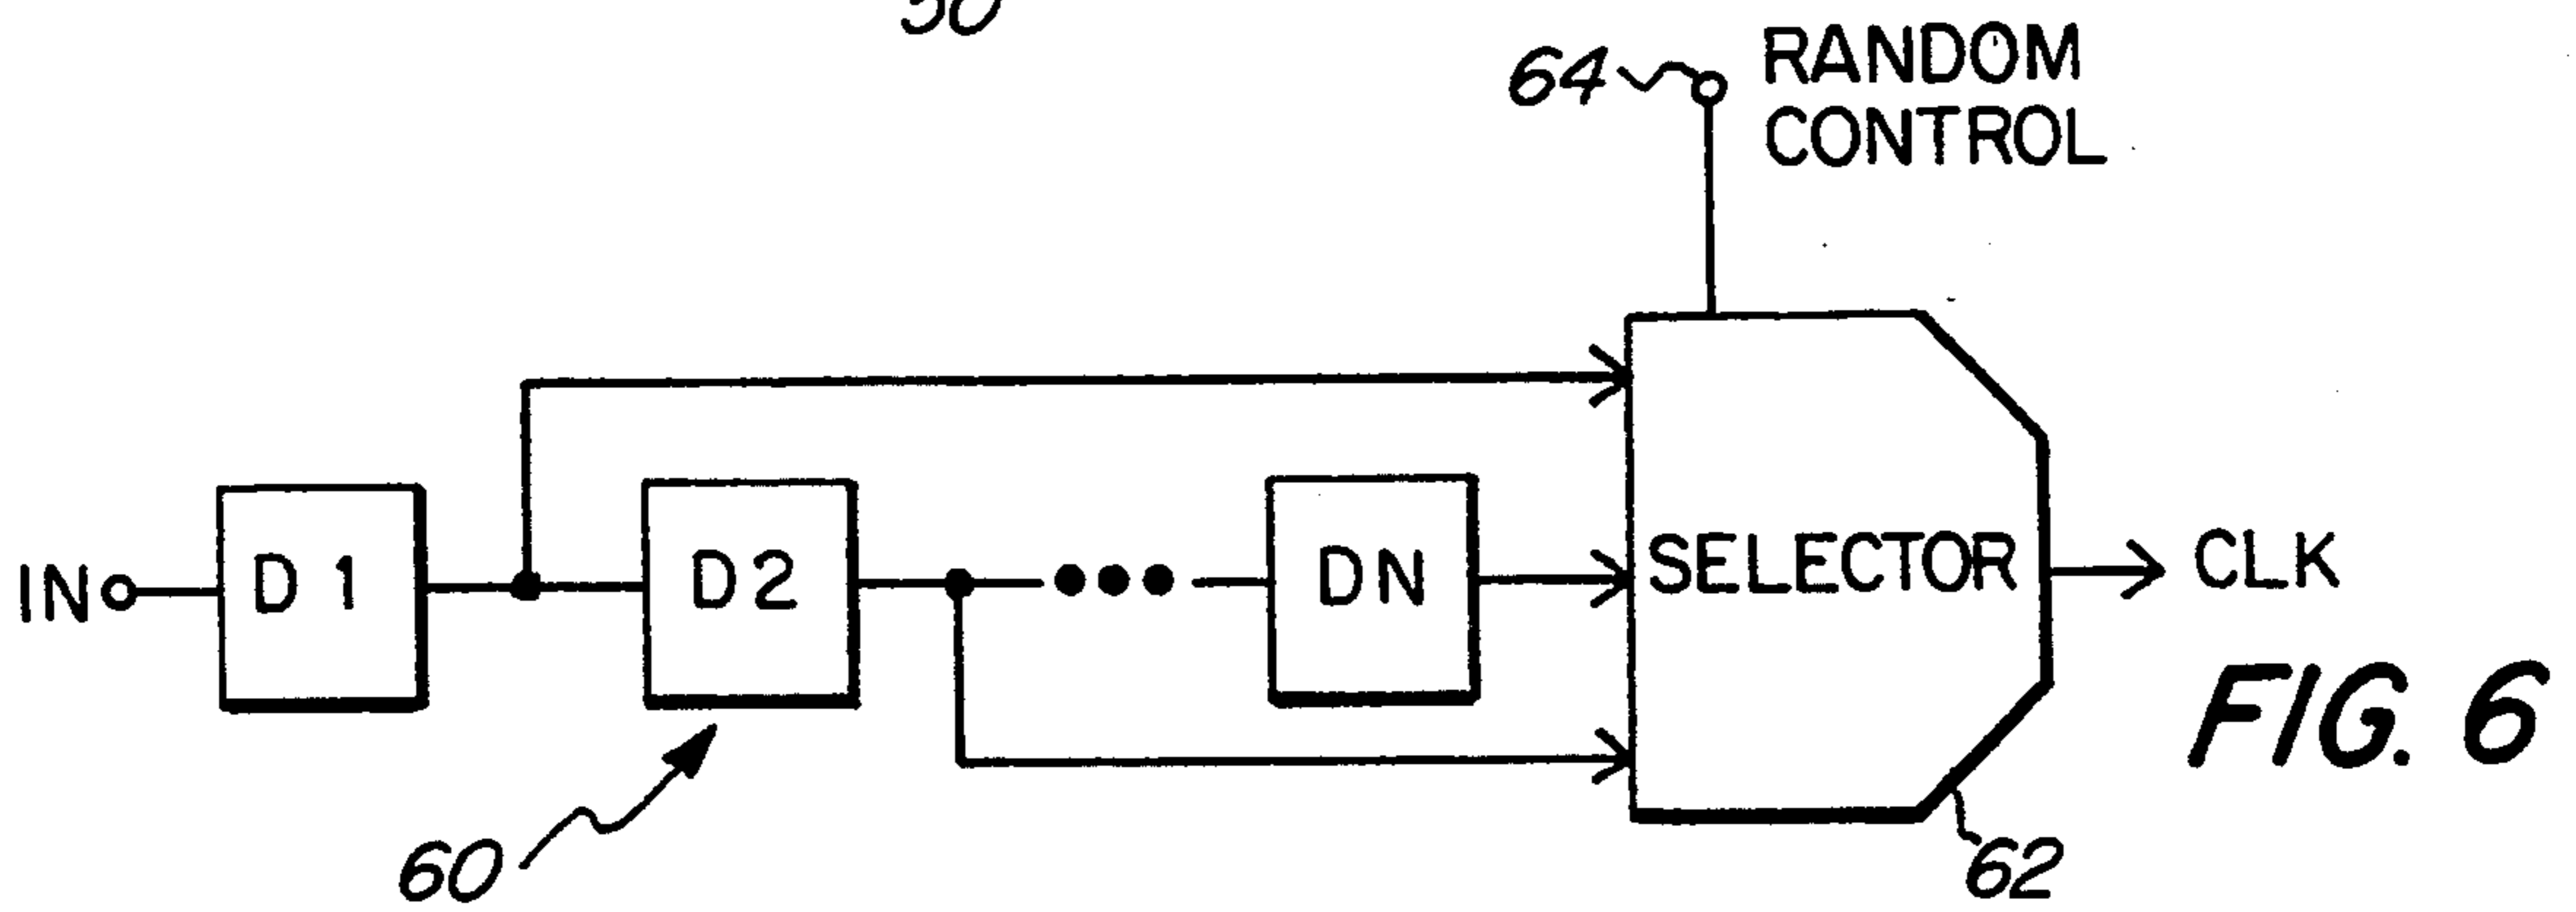 64
RANDOM
CONTROL
IN
D1
D2
DN
SELECTOR
CLK
FIG. 6
60
62